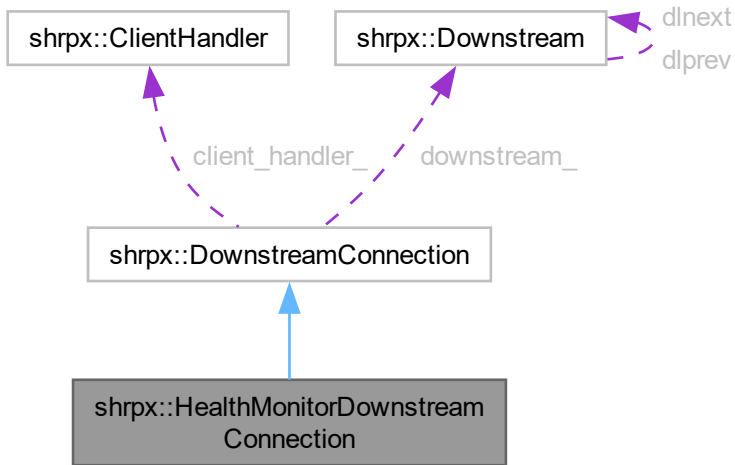 shrpx::ClientHandler
shrpx::Downstream
dlnext
dlprev
client_handler_
downstream_
shrpx::DownstreamConnection
shrpx::HealthMonitorDownstream
Connection